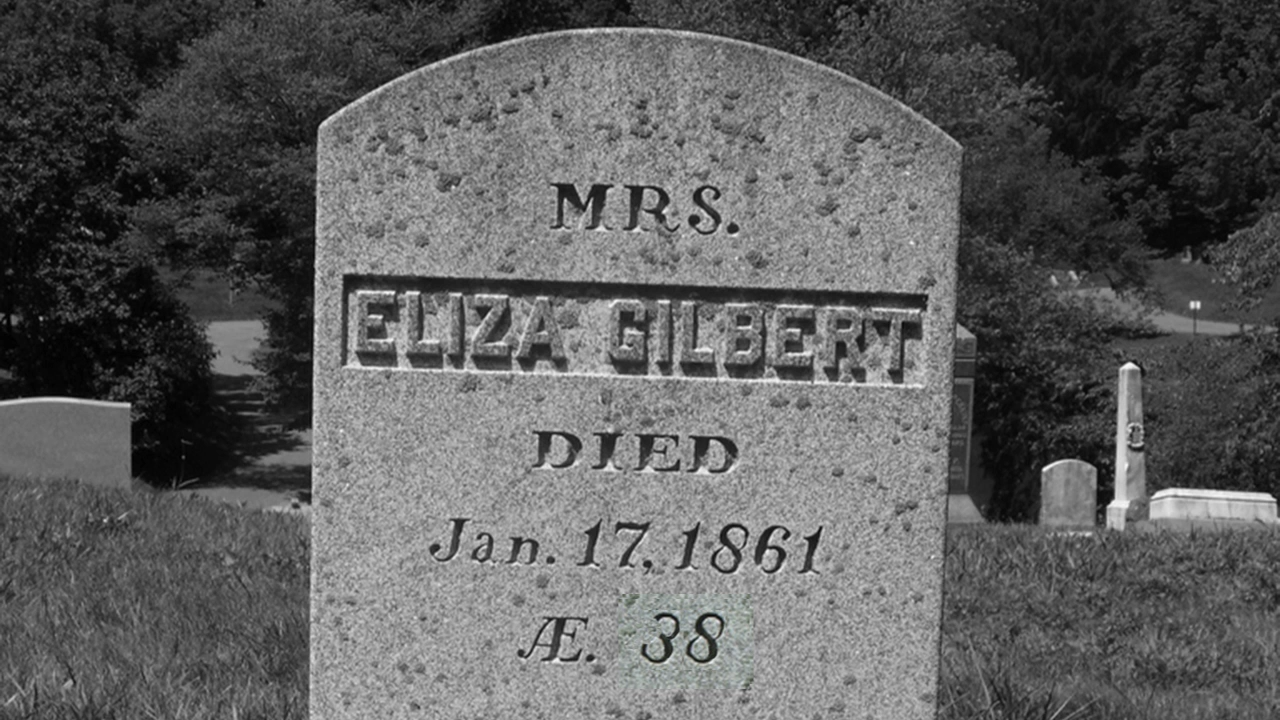 MRS.
ELIZA GILBERT
DIED
Jan. 17, 1861
Æ. 38